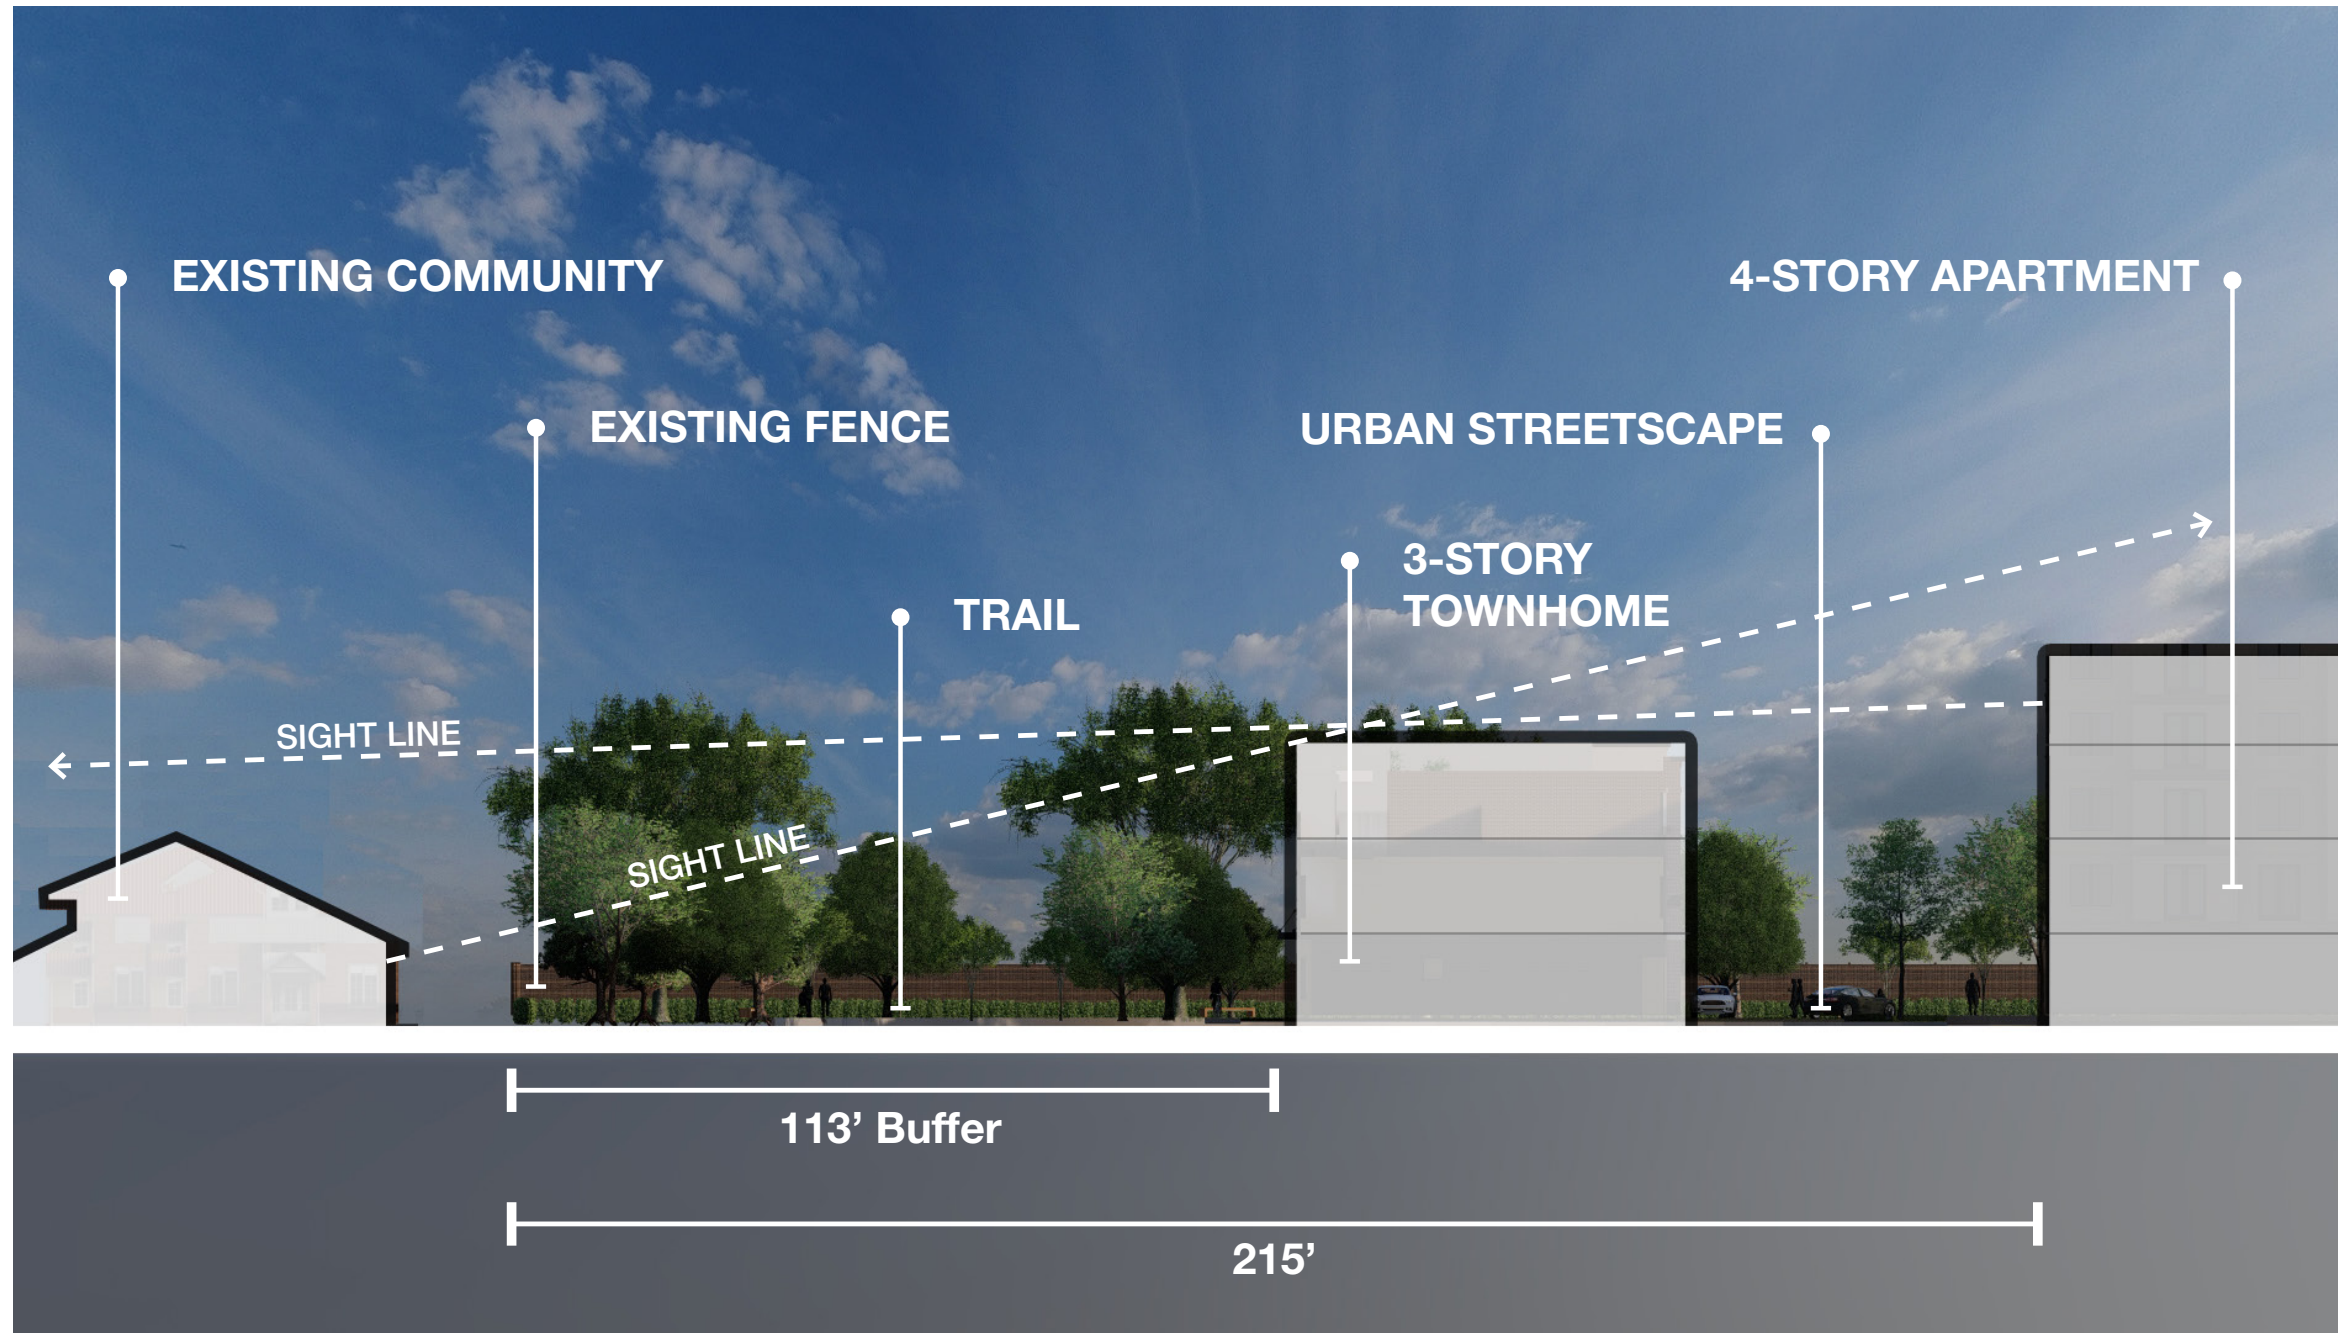 EXISTING COMMUNITY
4-STORY APARTMENT
EXISTING FENCE
URBAN STREETSCAPE
3-STORY
TOWNHOME
TRAIL
SIGHT LINE
SIGHT LINE
113’ Buffer
215’